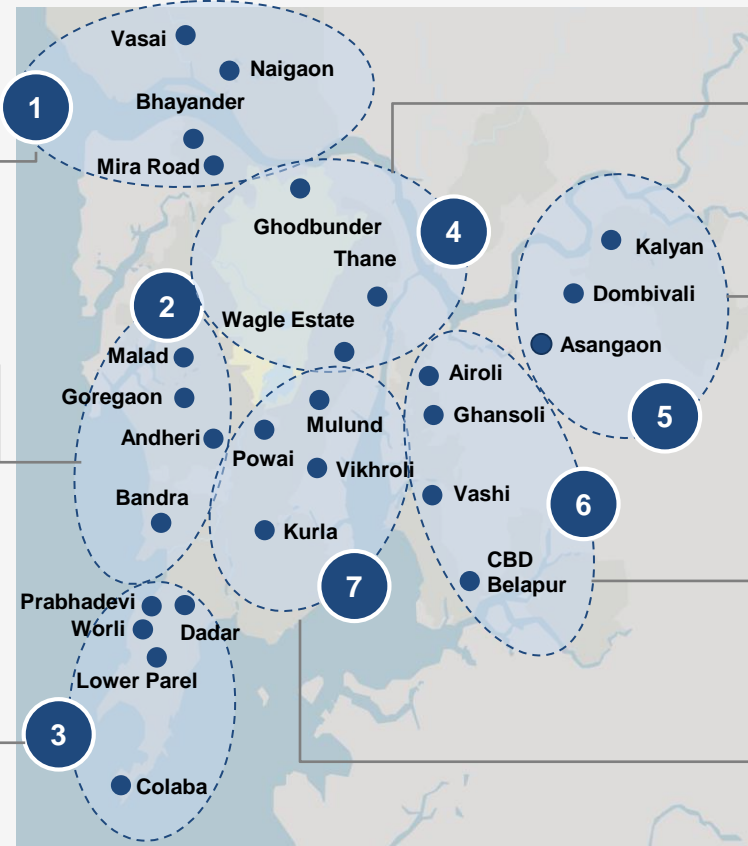 Vasai
Naigaon
1
Bhayander
Mira Road
Ghodbunder
4
Thane
Kalyan
Dombivali
2
Wagle Estate
Malad
Asangaon
Airoli
Goregaon
Ghansoli
Mulund
5
Andheri
Powai
Vikhroli
Bandra
Vashi
6
Kurla
CBD
Belapur
7
Prabhadevi
Worli
Dadar
Lower Parel
3
Colaba